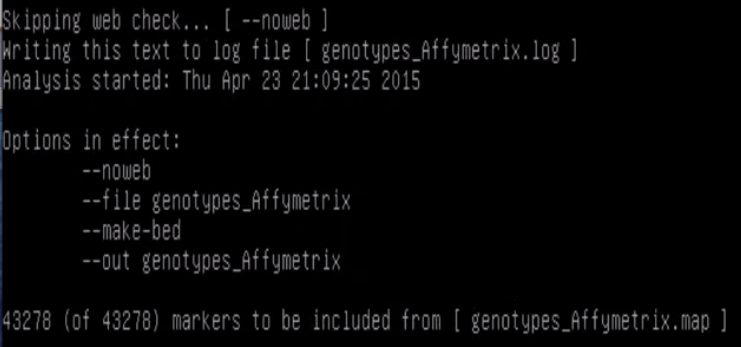 Skipping web check... [ --noweb ]
Writing this text to log file [ genotypes_Affymetrix.log ]
Analysis started: Thu Apr 23 21:09:25 2015
Options in effect:
--noweb
--file genotypes_Affymetrix
--make-bed
--out genotypes_Affymetrix
43278 (of 43278) markers to be included from [ genotypes_Affymetrix.map ]